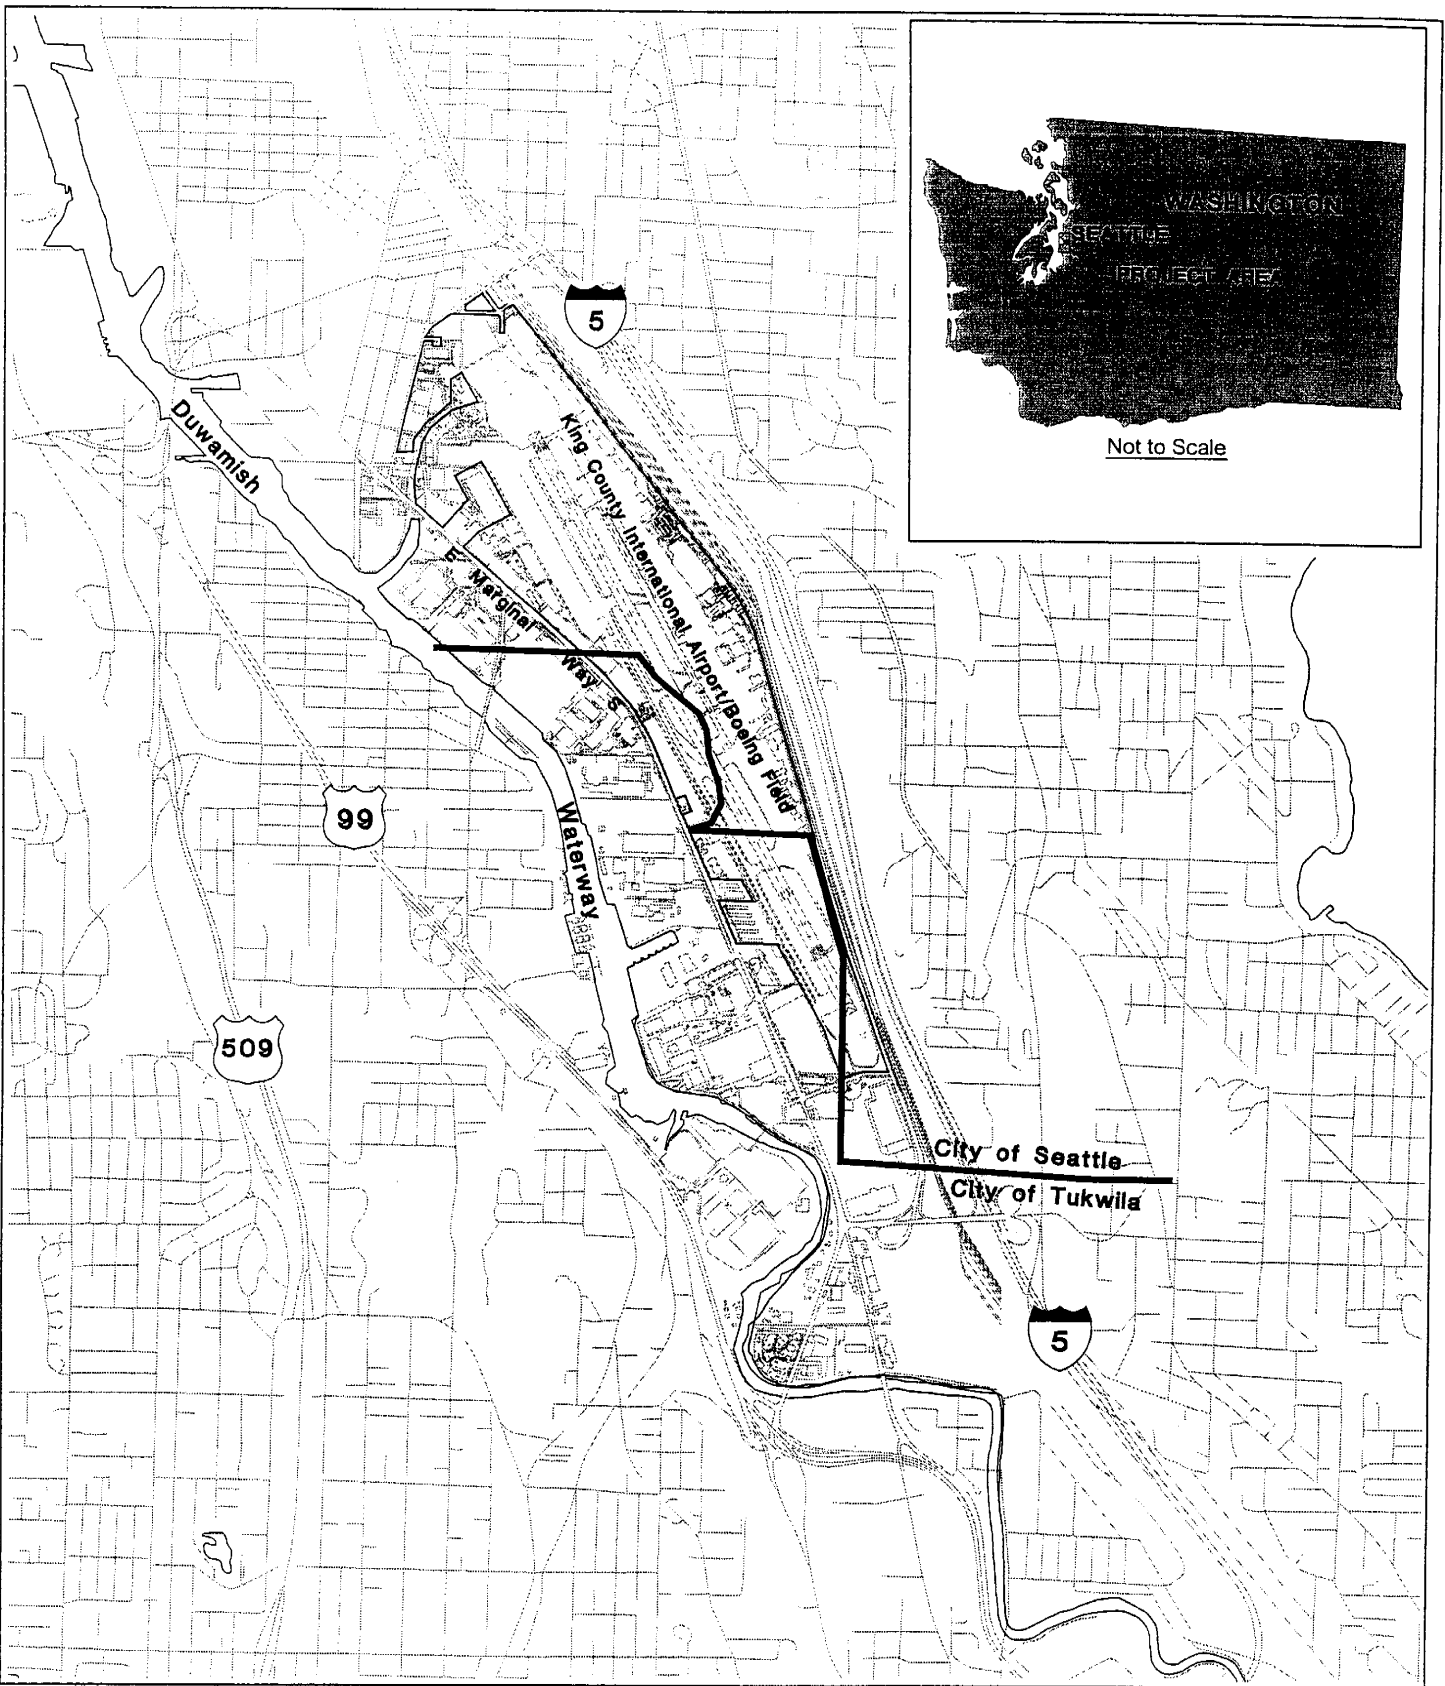 WASHINGTON
SEATTLE
PROJECT AREA
Not to Scale
5
Duwamish
King County International Airport/Boeing Field
E Marginal Way S
99
Waterway
509
City of Seattle
City of Tukwila
5